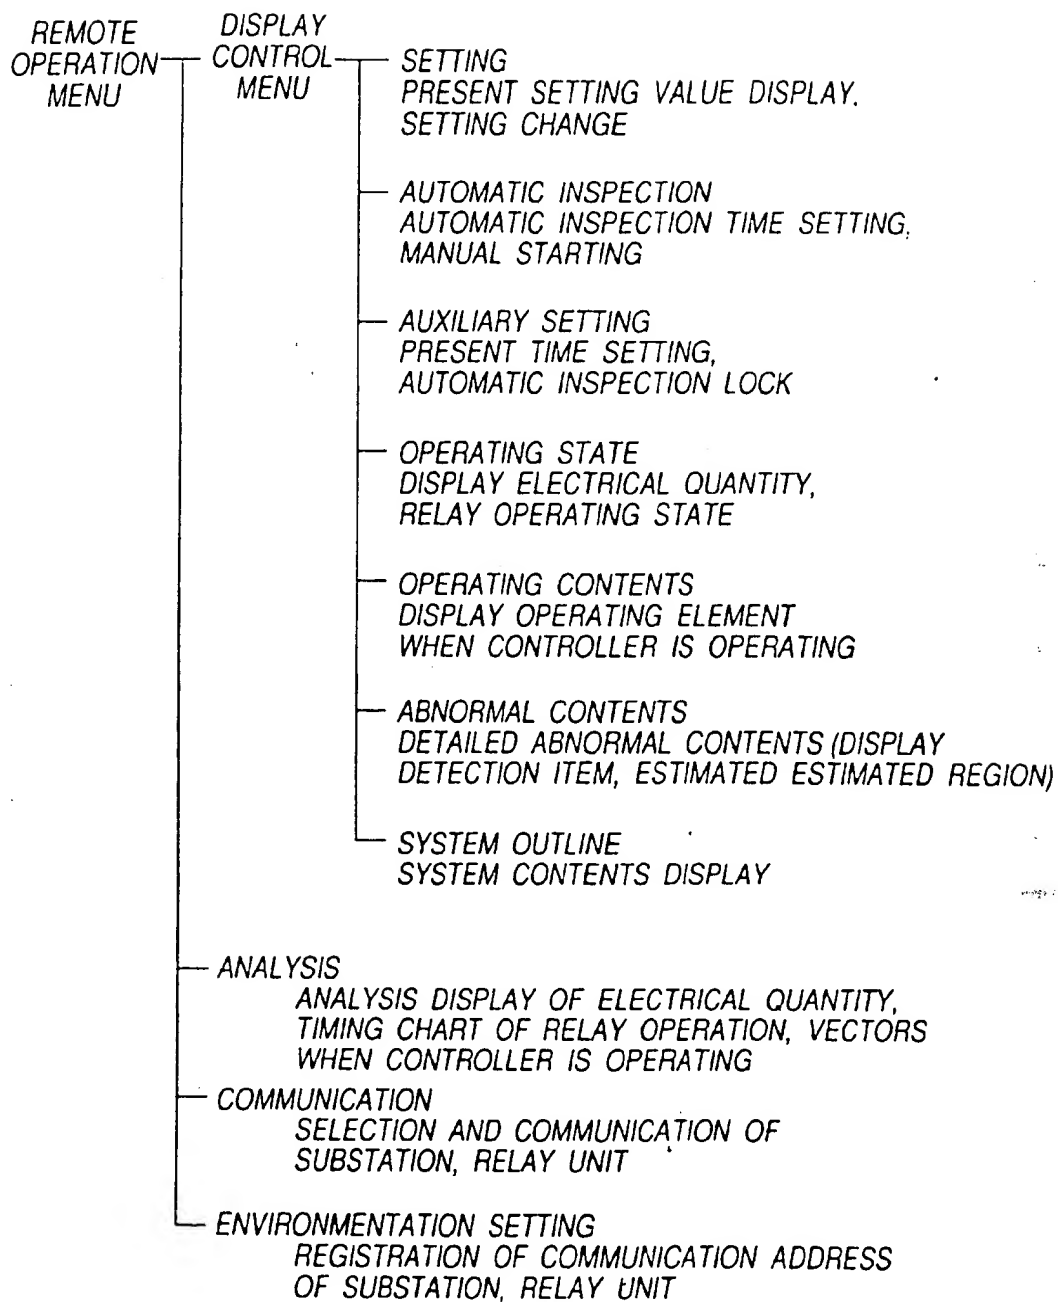 REMOTE
OPERATION
MENU
DISPLAY
CONTROL
MENU
SETTING
PRESENT SETTING VALUE DISPLAY.
SETTING CHANGE
AUTOMATIC INSPECTION
AUTOMATIC INSPECTION TIME SETTING,
MANUAL STARTING
AUXILIARY SETTING
PRESENT TIME SETTING,
AUTOMATIC INSPECTION LOCK
OPERATING STATE
DISPLAY ELECTRICAL QUANTITY,
RELAY OPERATING STATE
OPERATING CONTENTS
DISPLAY OPERATING ELEMENT
WHEN CONTROLLER IS OPERATING
ABNORMAL CONTENTS
DETAILED ABNORMAL CONTENTS (DISPLAY
DETECTION ITEM, ESTIMATED ESTIMATED REGION)
SYSTEM OUTLINE
SYSTEM CONTENTS DISPLAY
ANALYSIS
ANALYSIS DISPLAY OF ELECTRICAL QUANTITY,
TIMING CHART OF RELAY OPERATION, VECTORS
WHEN CONTROLLER IS OPERATING
COMMUNICATION
SELECTION AND COMMUNICATION OF
SUBSTATION, RELAY UNIT
ENVIRONMENTATION SETTING
REGISTRATION OF COMMUNICATION ADDRESS
OF SUBSTATION, RELAY UNIT